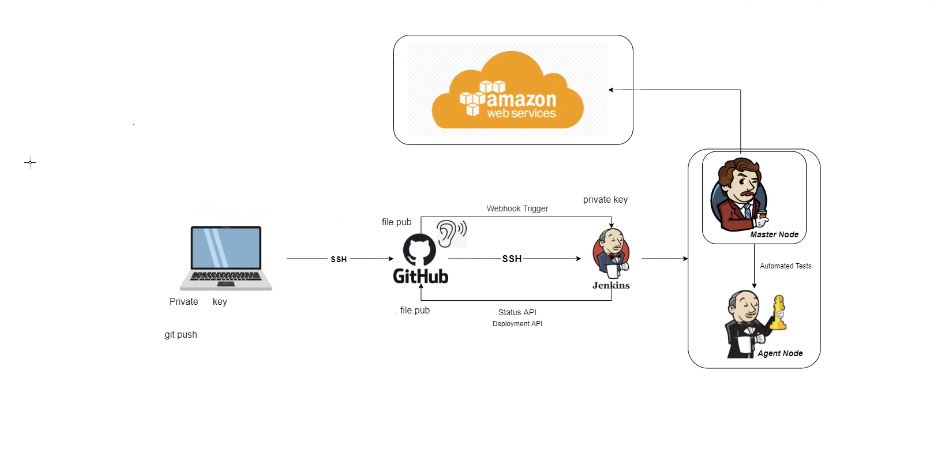 amazon
web services
private key
Webhook Trigger
file.pub
Master Node
SSH
GitHub
SSH
Jenkins
Automated Tests
Private key
. file.pub
Status API
Deployment API
git push
Agent Node